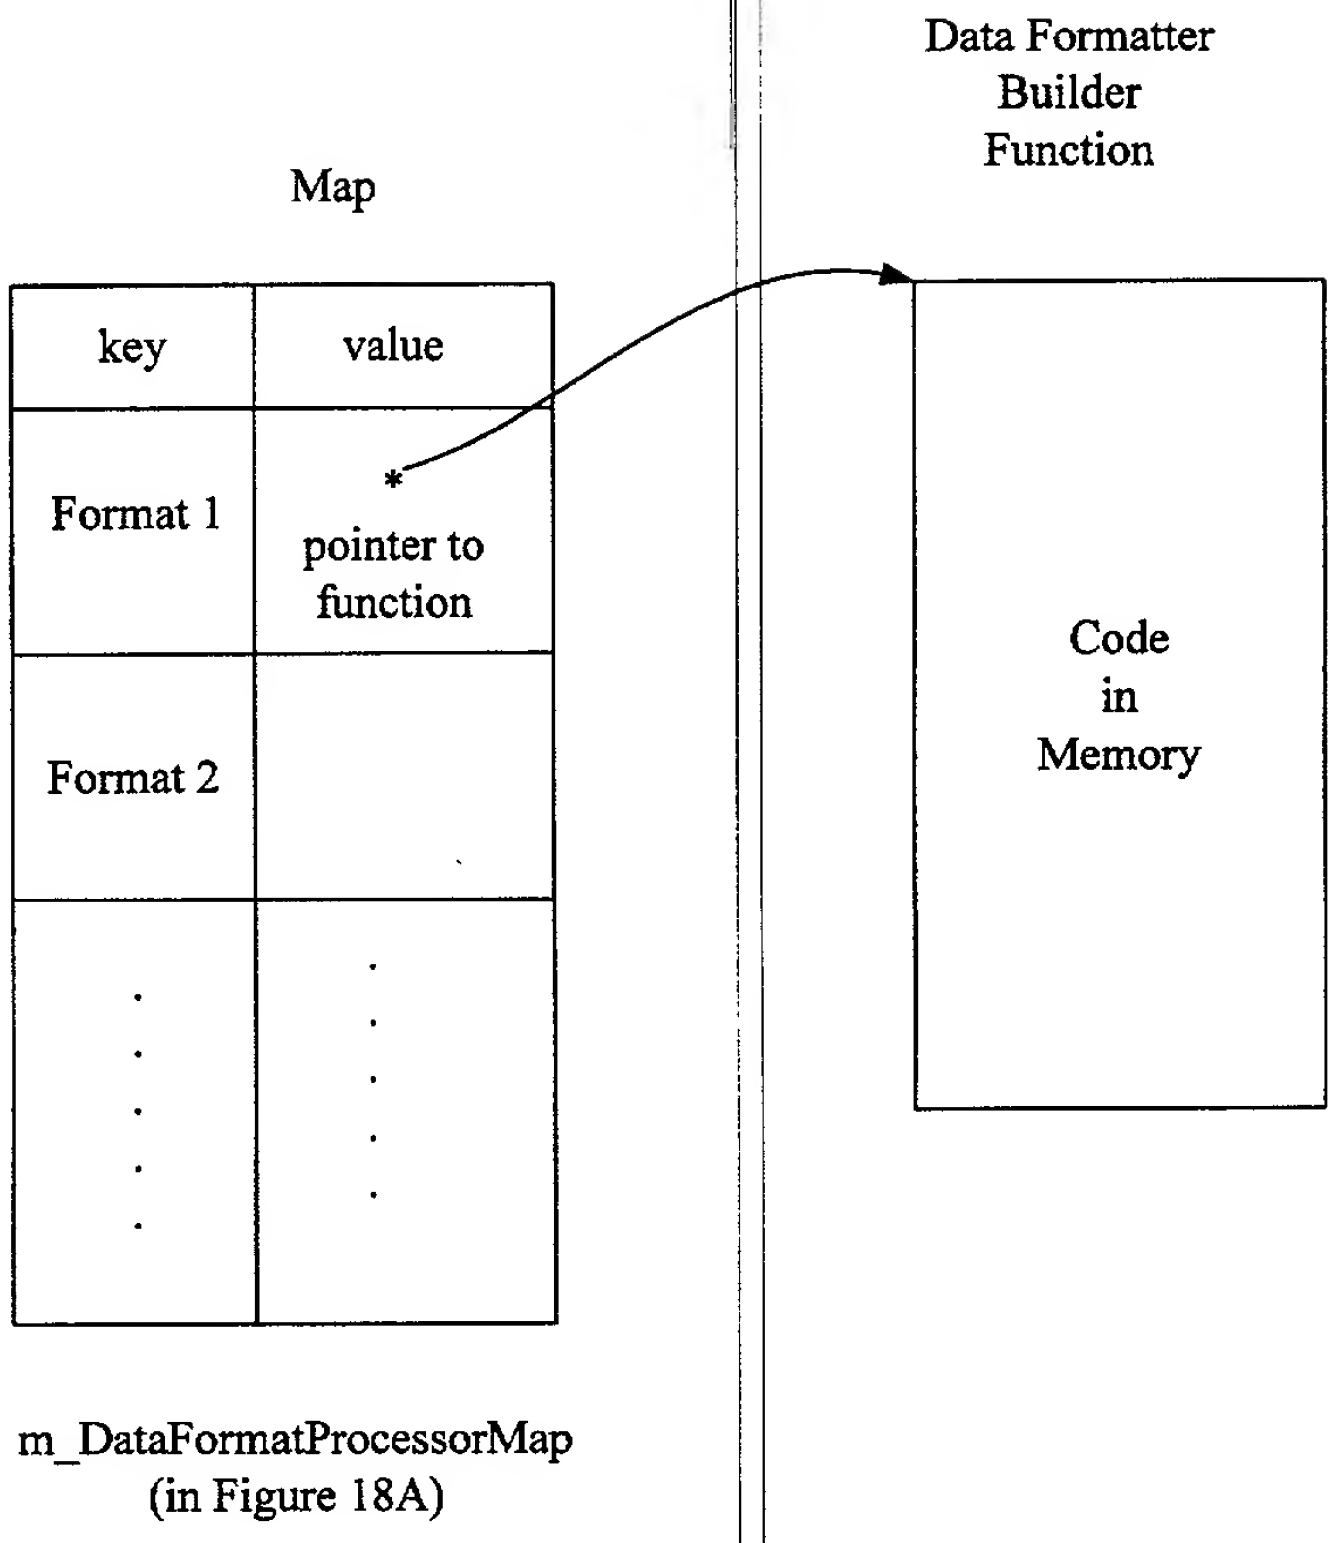 Data Formatter
Builder
Function
Map
key value
Format 1
*
pointer to
function
Format 2
Code
in
Memory
m_DataFormatProcessorMap
(in Figure 18A)